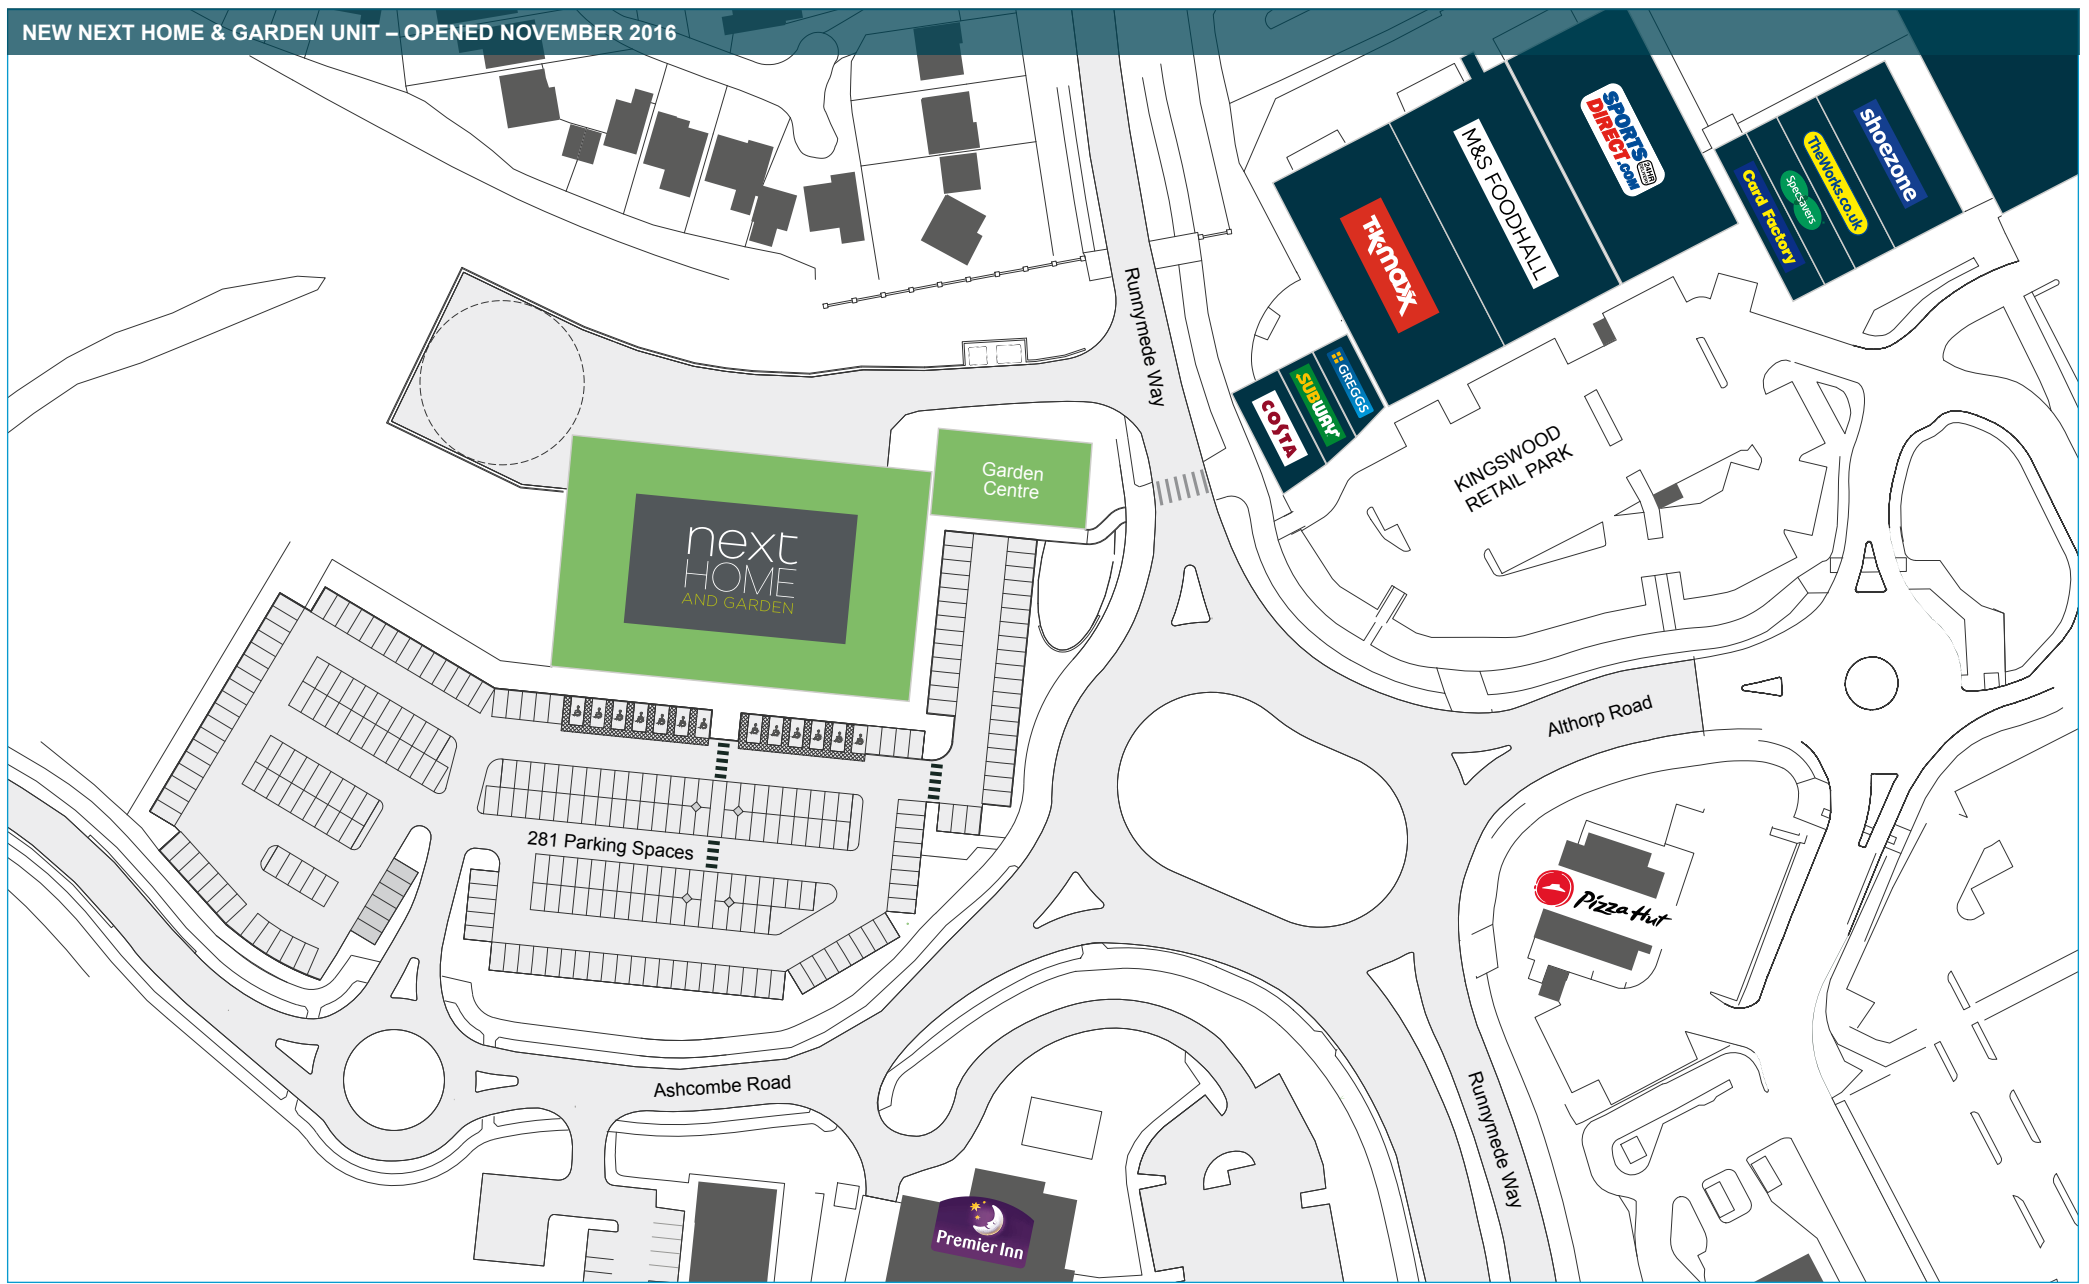 NEW NEXT HOME & GARDEN UNIT – OPENED NOVEMBER 2016
SPORTS
DIRECT.COM
24HR
M&S FOODHALL
TK maxx
shoezone
TheWorks.co.uk
Specsavers
Card Factory
GREGGS
SUBWAY
COSTA
Runnymede Way
KINGSWOOD
RETAIL PARK
Garden
Centre
next
HOME
AND GARDEN
Althorp Road
281 Parking Spaces
Pizza Hut
Ashcombe Road
Runnymede Way
Premier Inn